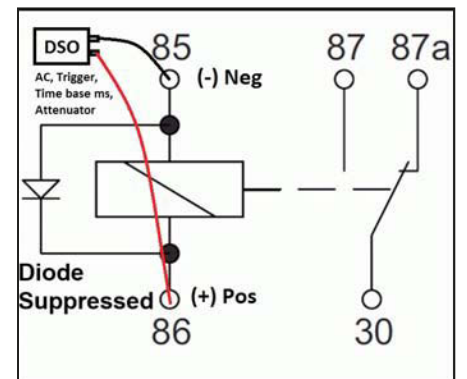 DSO
85
87
87a
(-) Neg
AC, Trigger,
Time base ms,
Attenuator
Diode
Suppressed
(+) Pos
86
30